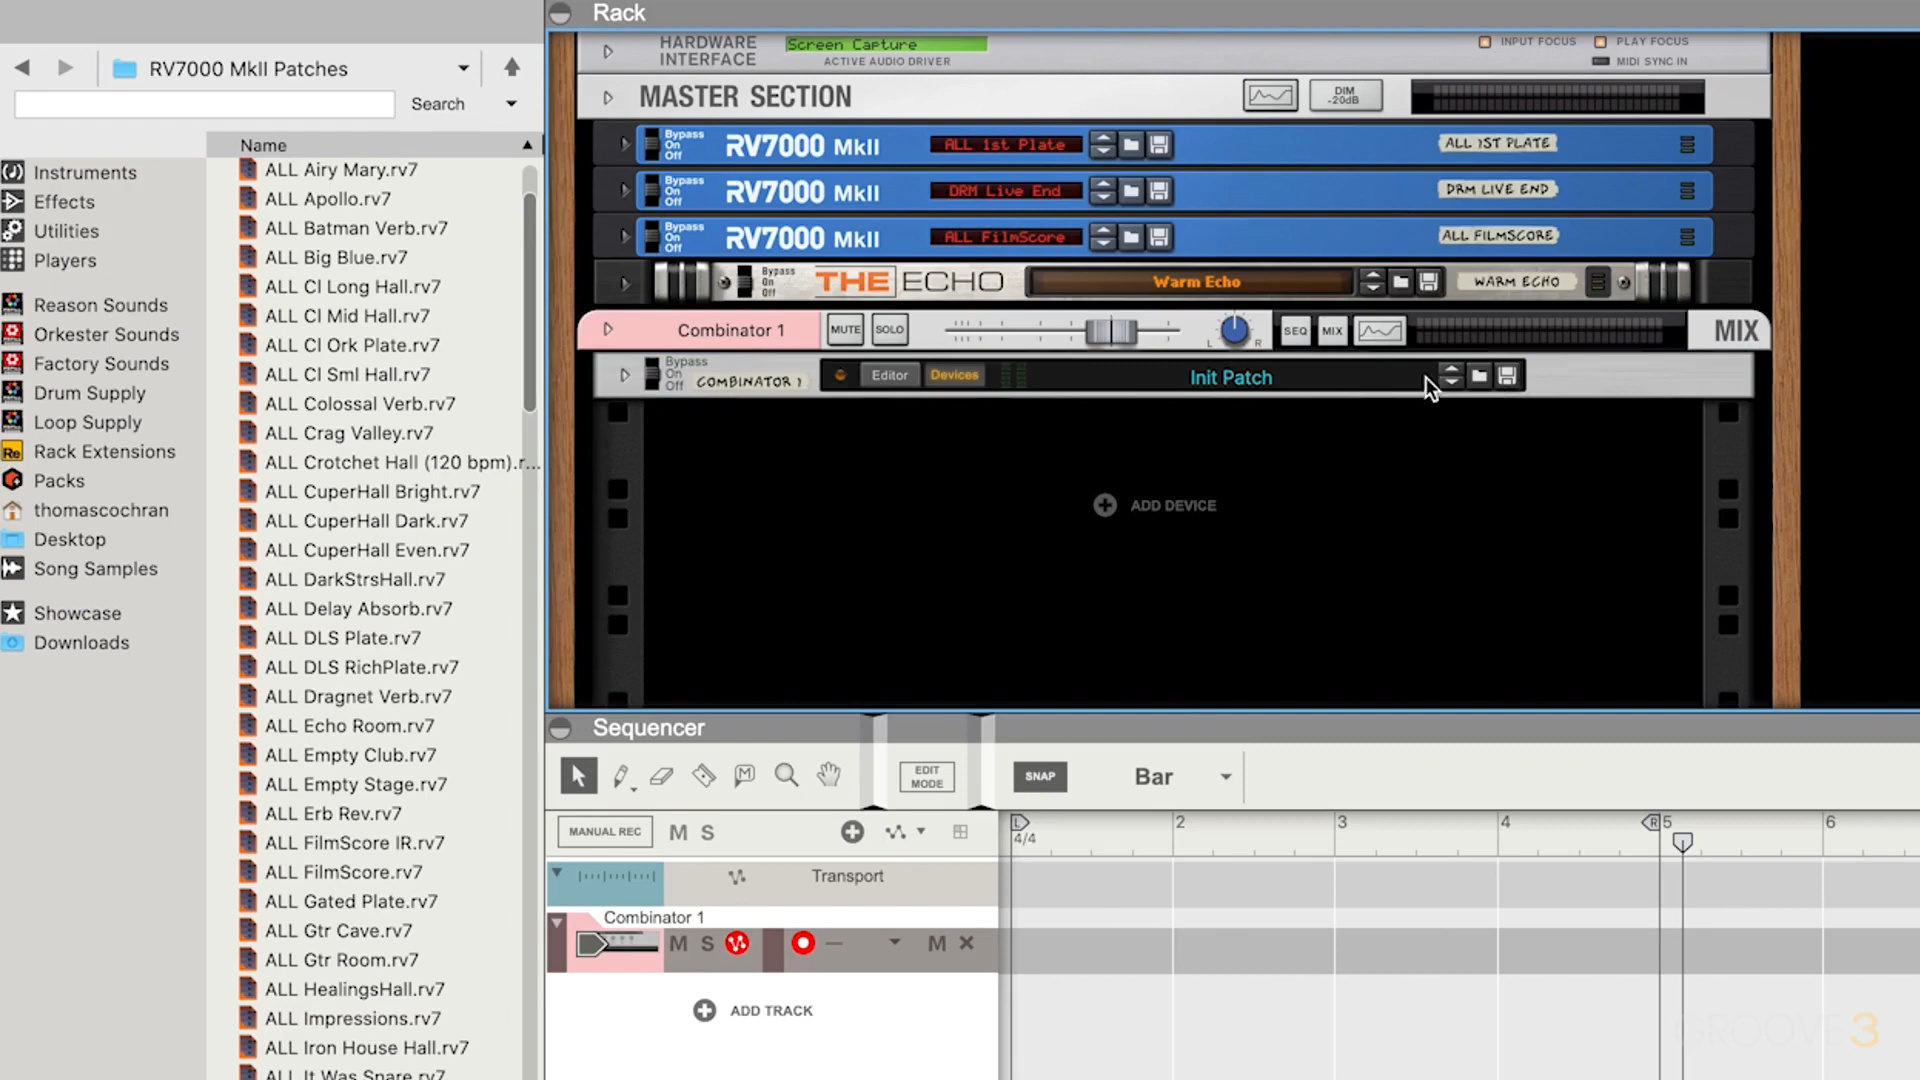 Rack
HARDWARE INTERFACE
Screen Capture
ACTIVE AUDIO DRIVER
INPUT FOCUS
PLAY FOCUS
MIDI SYNC IN
MASTER SECTION
DIM -20dB
Bypass On Off
RV7000 MkII
ALL 1st Plate
ALL 1ST PLATE
Bypass On Off
RV7000 MkII
DRM Live End
DRM LIVE END
Bypass On Off
RV7000 MkII
ALL FilmScore
ALL FILMSCORE
Bypass On Off
THE ECHO
Warm Echo
WARM ECHO
Combinator 1
MUTE
SOLO
L R
SEQ
MIX
MIX
Bypass On Off
COMBINATOR 1
Editor
Devices
Init Patch
ADD DEVICE
RV7000 MkII Patches
Search
Name
Instruments
Effects
Utilities
Players
Reason Sounds
Orkester Sounds
Factory Sounds
Drum Supply
Loop Supply
Re Rack Extensions
Packs
thomascochran
Desktop
Song Samples
Showcase
Downloads
ALL Airy Mary.rv7
ALL Apollo.rv7
ALL Batman Verb.rv7
ALL Big Blue.rv7
ALL Cl Long Hall.rv7
ALL Cl Mid Hall.rv7
ALL Cl Ork Plate.rv7
ALL Cl Sml Hall.rv7
ALL Colossal Verb.rv7
ALL Crag Valley.rv7
ALL Crotchet Hall (120 bpm).r...
ALL CuperHall Bright.rv7
ALL CuperHall Dark.rv7
ALL CuperHall Even.rv7
ALL DarkStrsHall.rv7
ALL Delay Absorb.rv7
ALL DLS Plate.rv7
ALL DLS RichPlate.rv7
ALL Dragnet Verb.rv7
ALL Echo Room.rv7
ALL Empty Club.rv7
ALL Empty Stage.rv7
ALL Erb Rev.rv7
ALL FilmScore IR.rv7
ALL FilmScore.rv7
ALL Gated Plate.rv7
ALL Gtr Cave.rv7
ALL Gtr Room.rv7
ALL HealingsHall.rv7
ALL Impressions.rv7
ALL Iron House Hall.rv7
ALL It Was Snare.rv7
Sequencer
EDIT MODE
SNAP
Bar
MANUAL REC
M S
L 2 3 4 R 5 6
4/4
Transport
Combinator 1
M S
M
ADD TRACK
GROOVE3